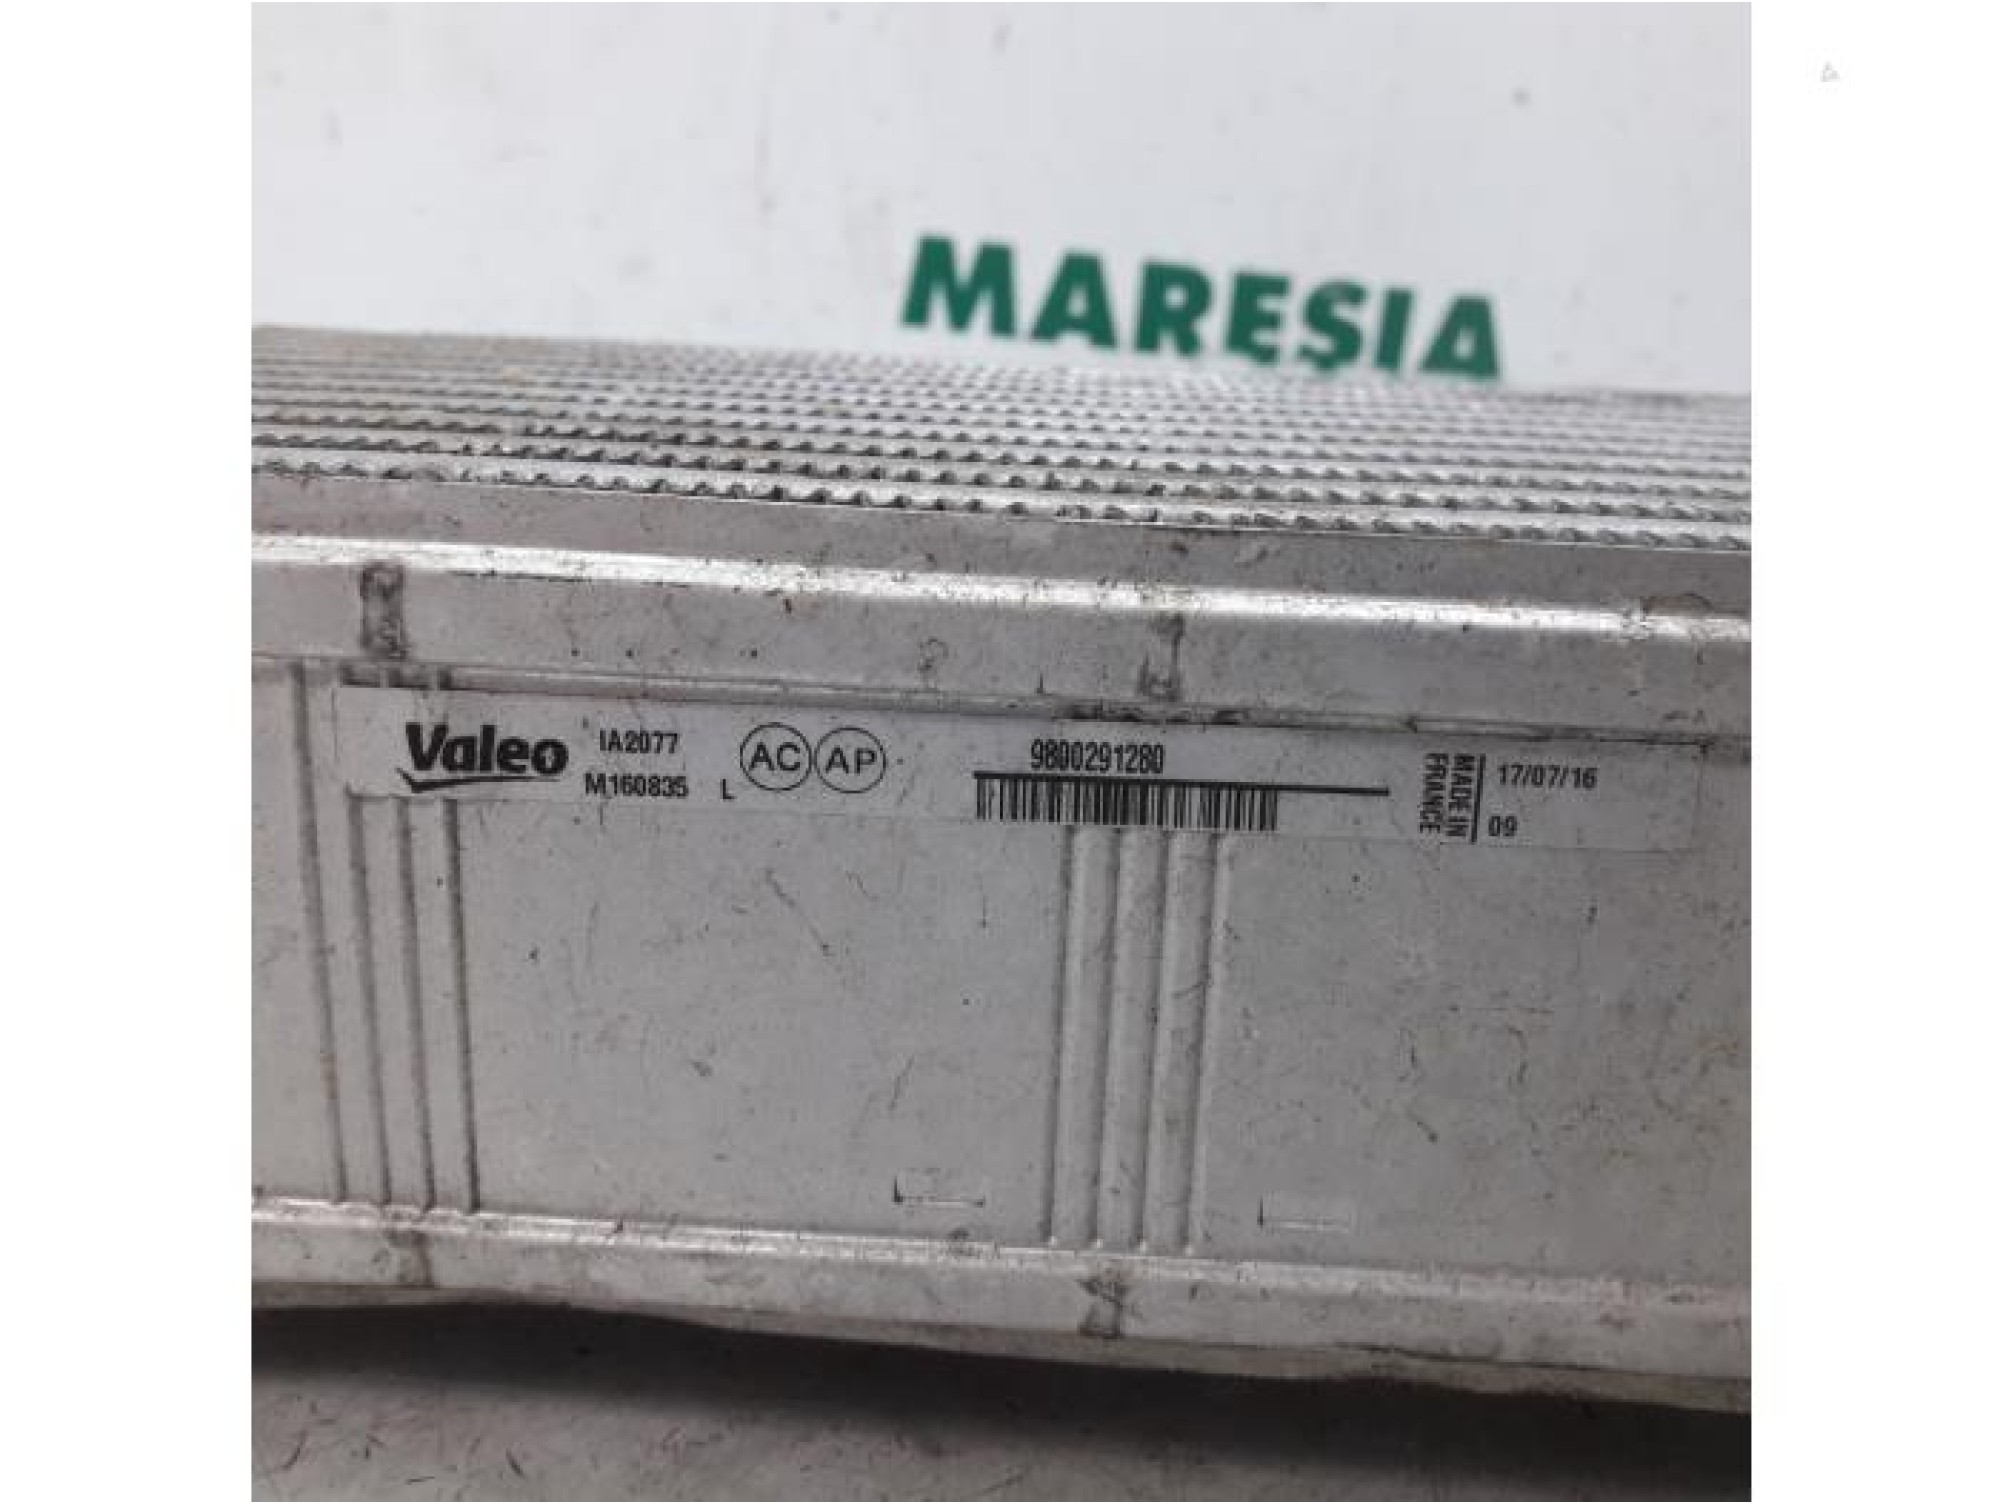 MARESIA
Valeo
IA2077
M160835 L
AC AP
9800291280
MADE IN
FRANCE
17/07/16
09